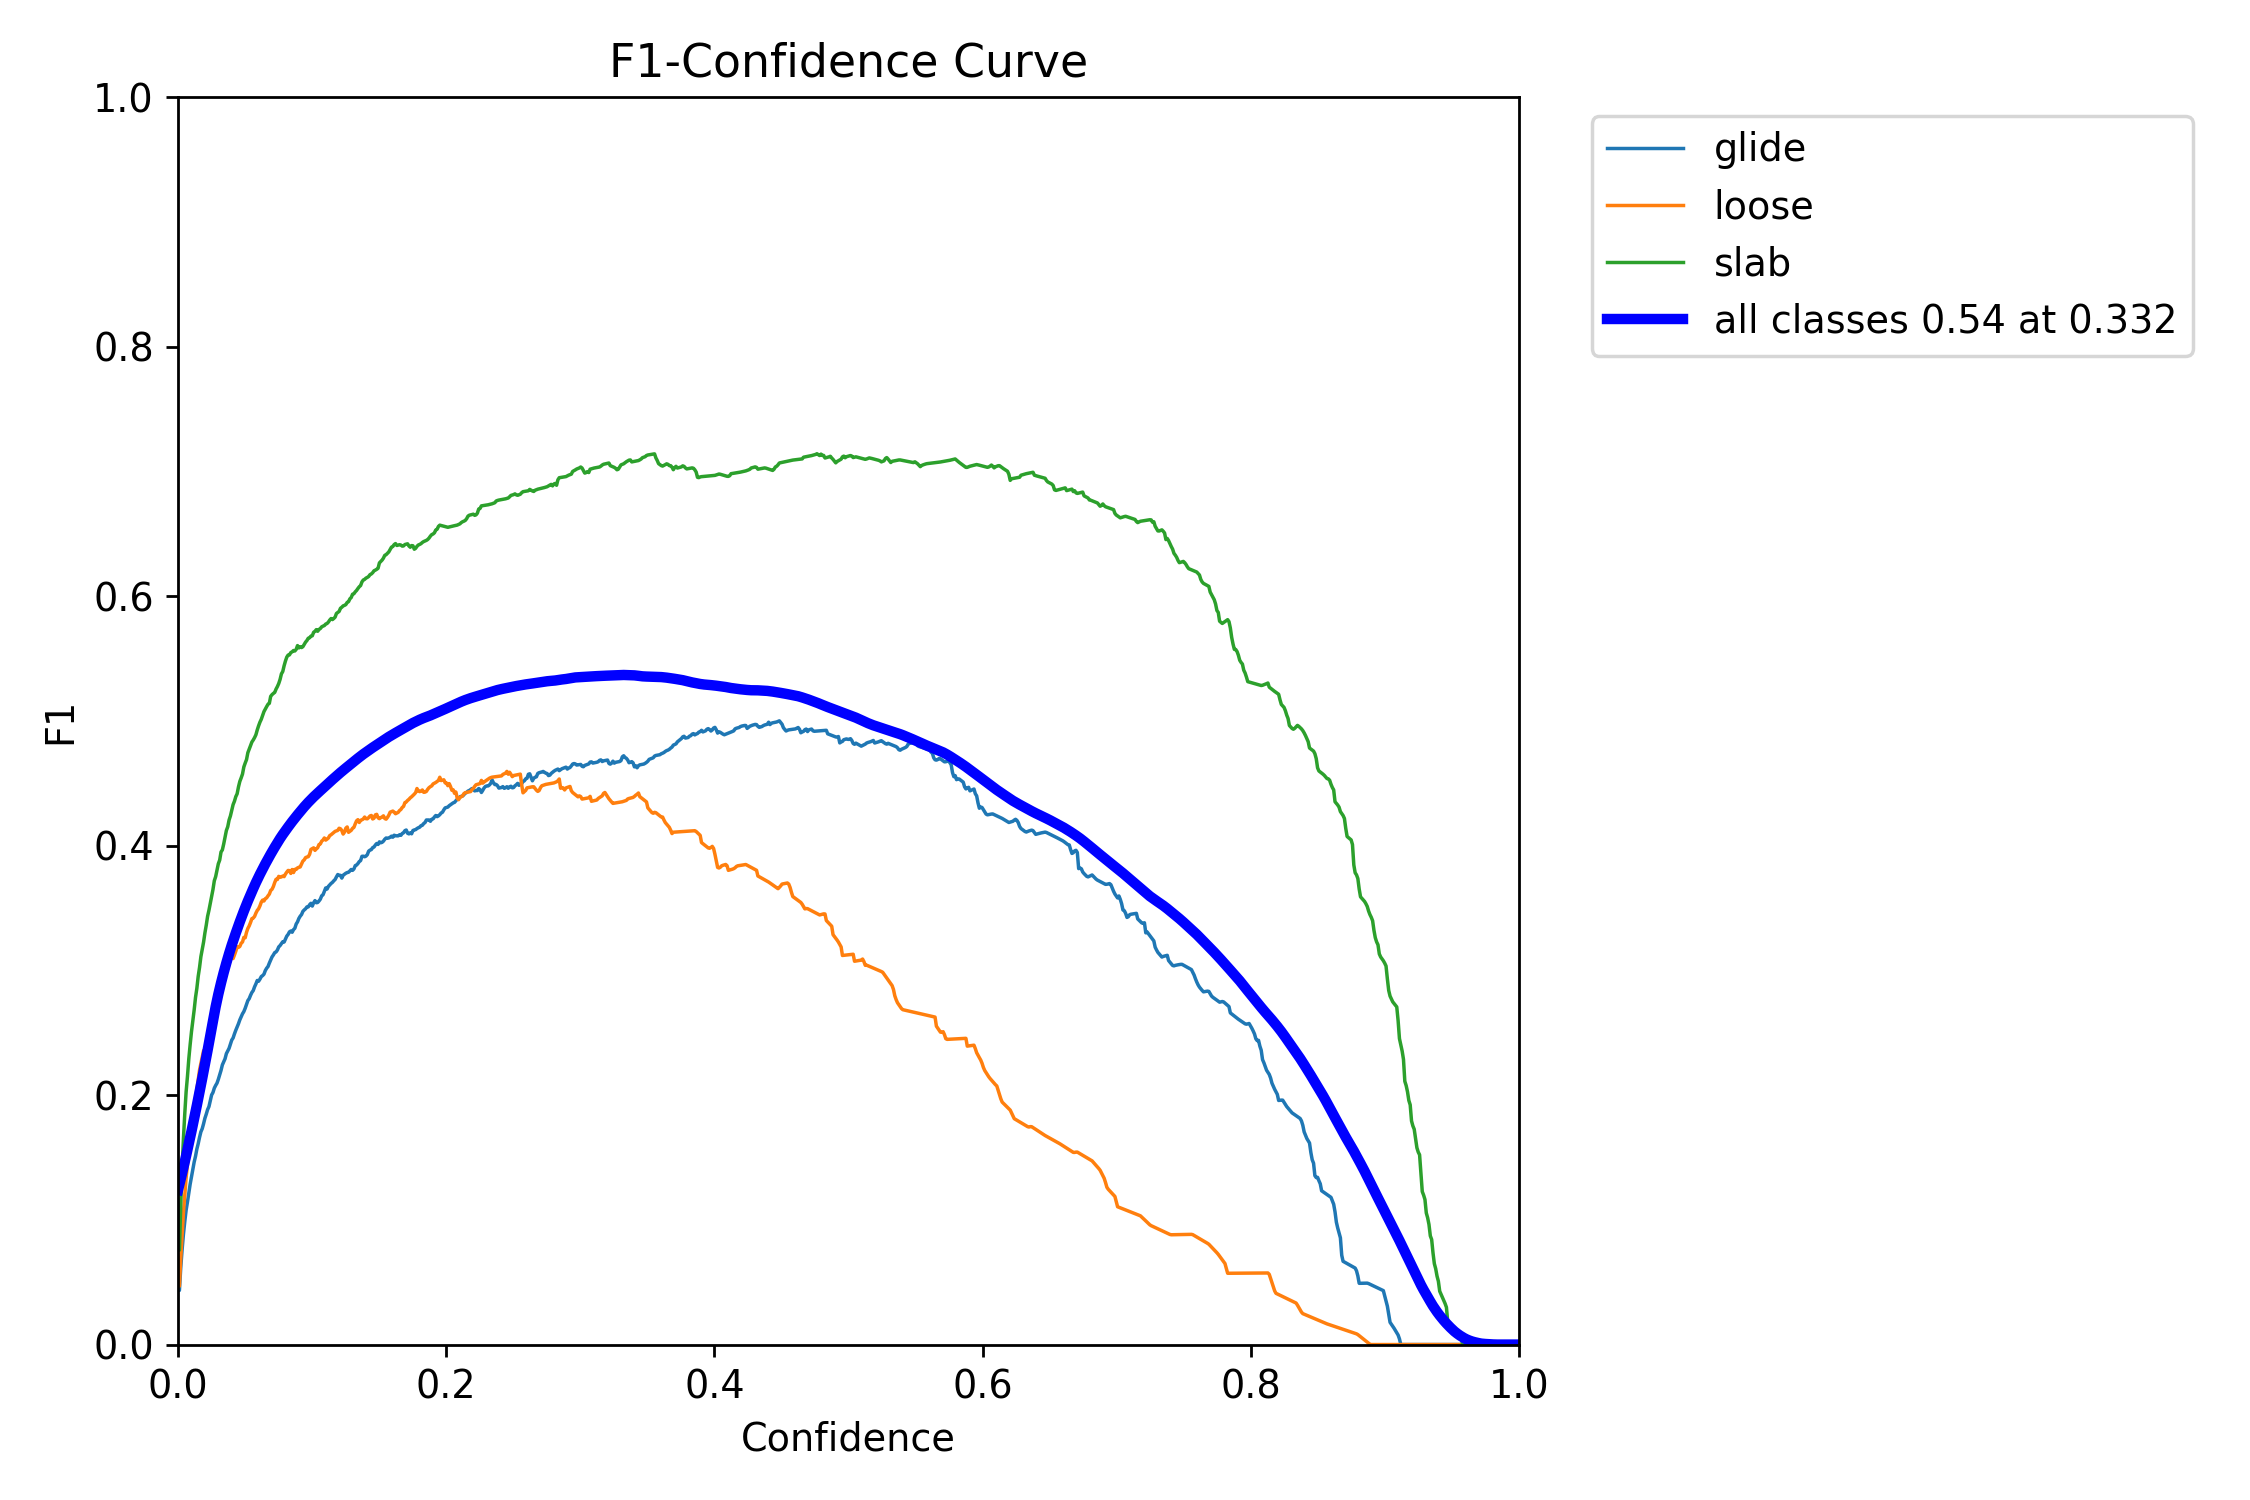 F1-Confidence Curve
1.0
0.8
0.6
0.4
0.2
0.0
F1
0.0 0.2 0.4 0.6 0.8 1.0
Confidence
glide
loose
slab
all classes 0.54 at 0.332